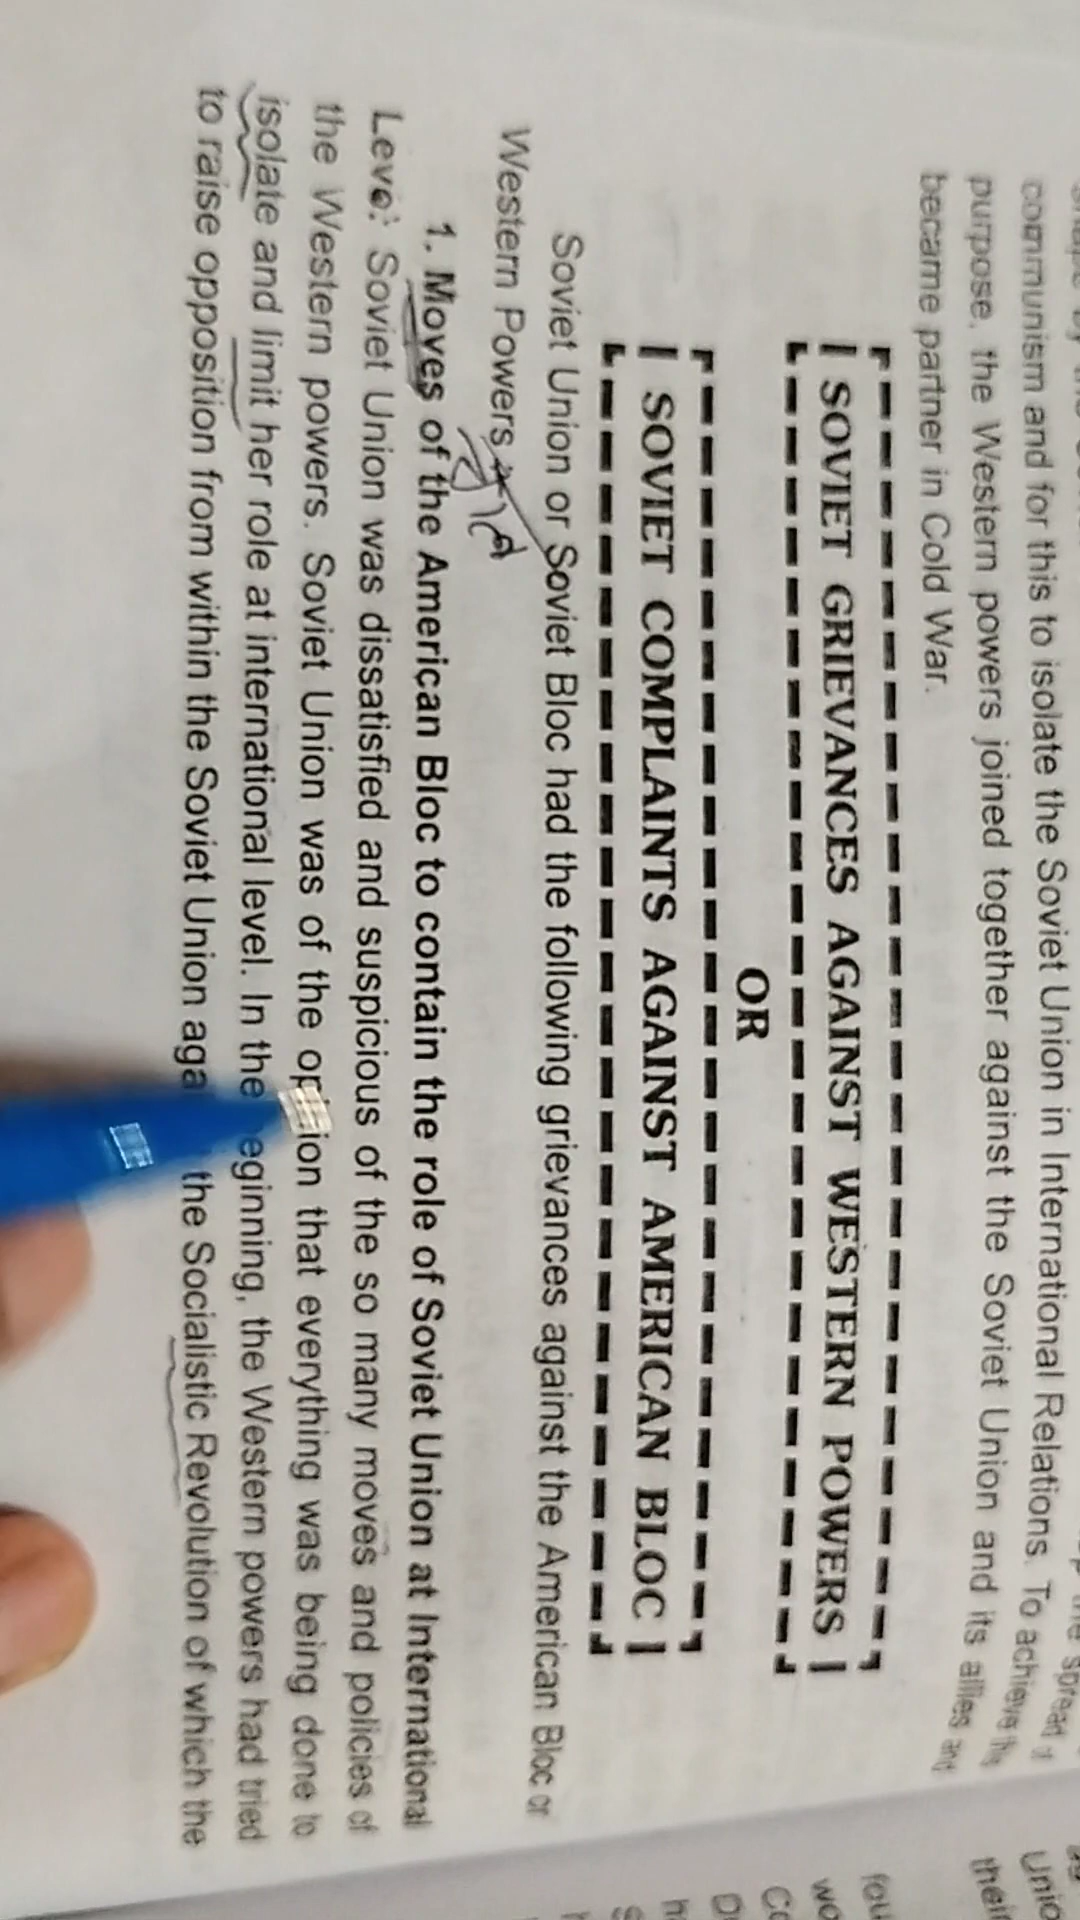 communism and for this to isolate the Soviet Union in International Relations. To achieve the
purpose, the Western powers joined together against the Soviet Union and its allies and
became partner in Cold War.
SOVIET GRIEVANCES AGAINST WESTERN POWERS
OR
SOVIET COMPLAINTS AGAINST AMERICAN BLOC
Soviet Union or Soviet Bloc had the following grievances against the American Bloc or
Western Powers
1. Moves of the American Bloc to contain the role of Soviet Union at International
Level: Soviet Union was dissatisfied and suspicious of the so many moves and policies of
the Western powers. Soviet Union was of the opinion that everything was being done to
isolate and limit her role at international level. In the eginning, the Western powers had tried
to raise opposition from within the Soviet Union aga the Socialistic Revolution of which the